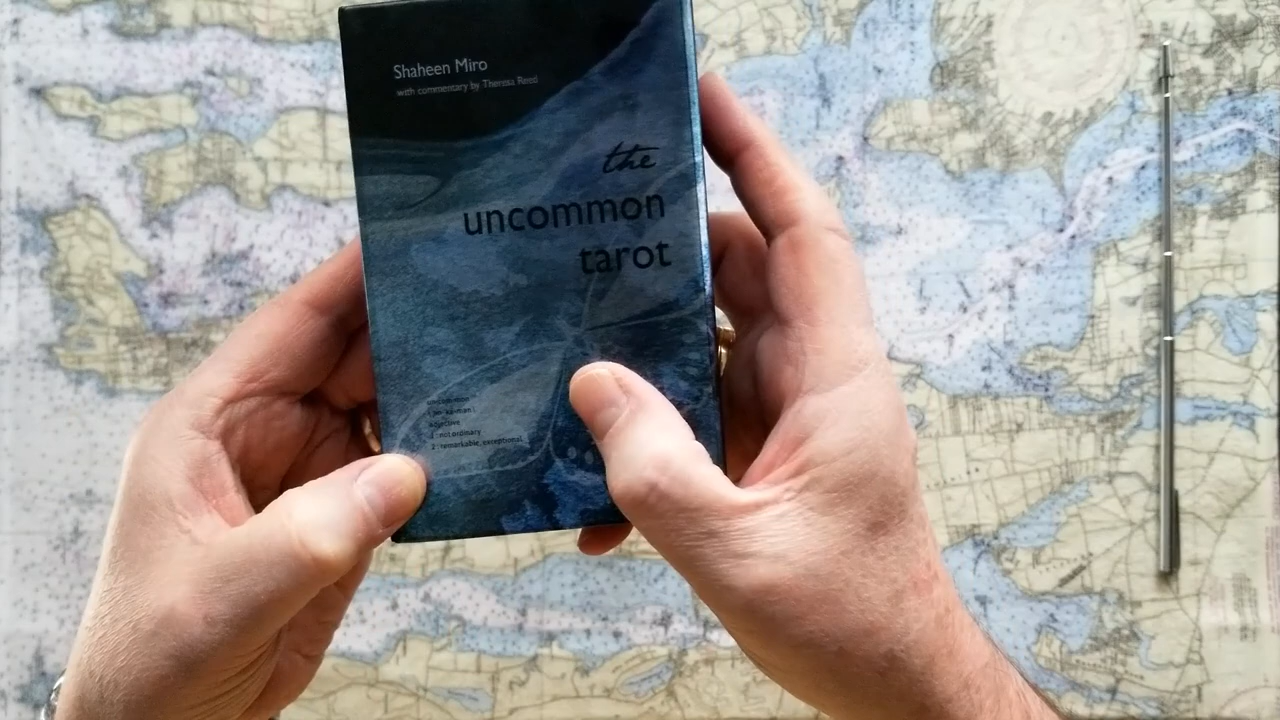 Shaheen Miro
with commentary by Theresa Reed
the
uncommon
tarot
uncommon
adjective
1: not ordinary
2: remarkable, exceptional